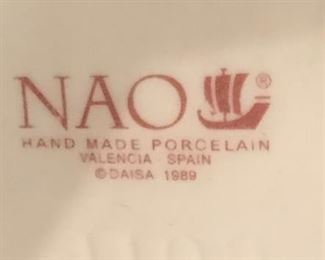 NAO ®
HAND MADE PORCELAIN
VALENCIA SPAIN
©DAISA 1989